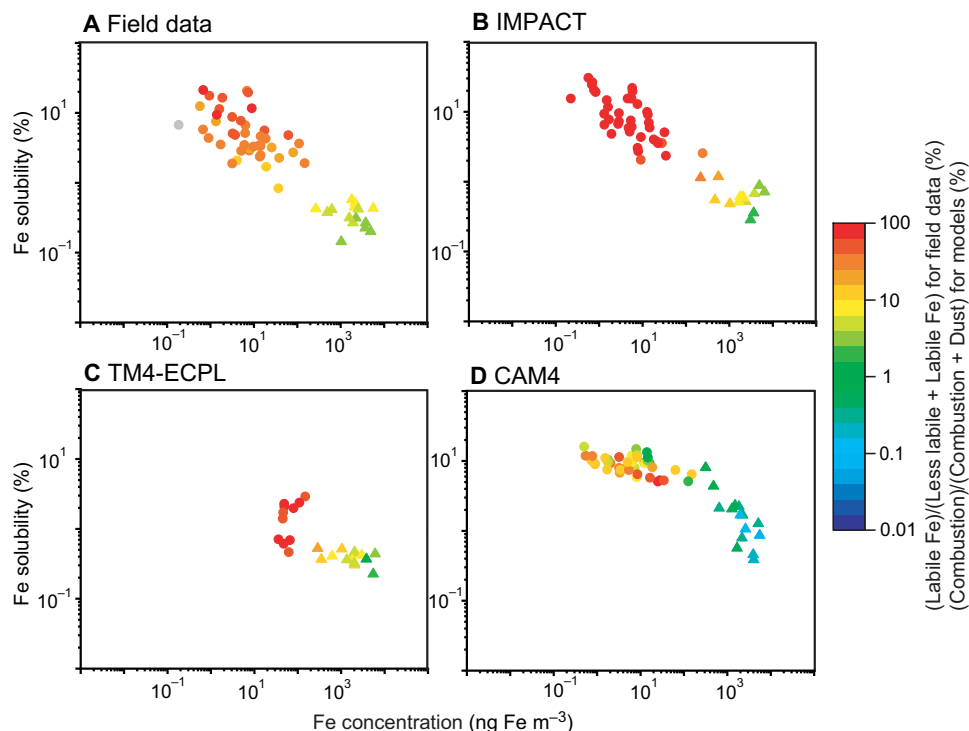 A Field data
B IMPACT
Fe solubility (%)
10^1
10^−1
10^−1
10^1
10^3
10^1
10^−1
10^−1
10^1
10^3
C TM4-ECPL
D CAM4
Fe solubility (%)
10^1
10^−1
10^−1
10^1
10^3
10^1
10^−1
10^−1
10^1
10^3
Fe concentration (ng Fe m^−3)
100
10
1
0.1
0.01
(Labile Fe)/(Less labile + Labile Fe) for field data (%)
(Combustion)/(Combustion + Dust) for models (%)